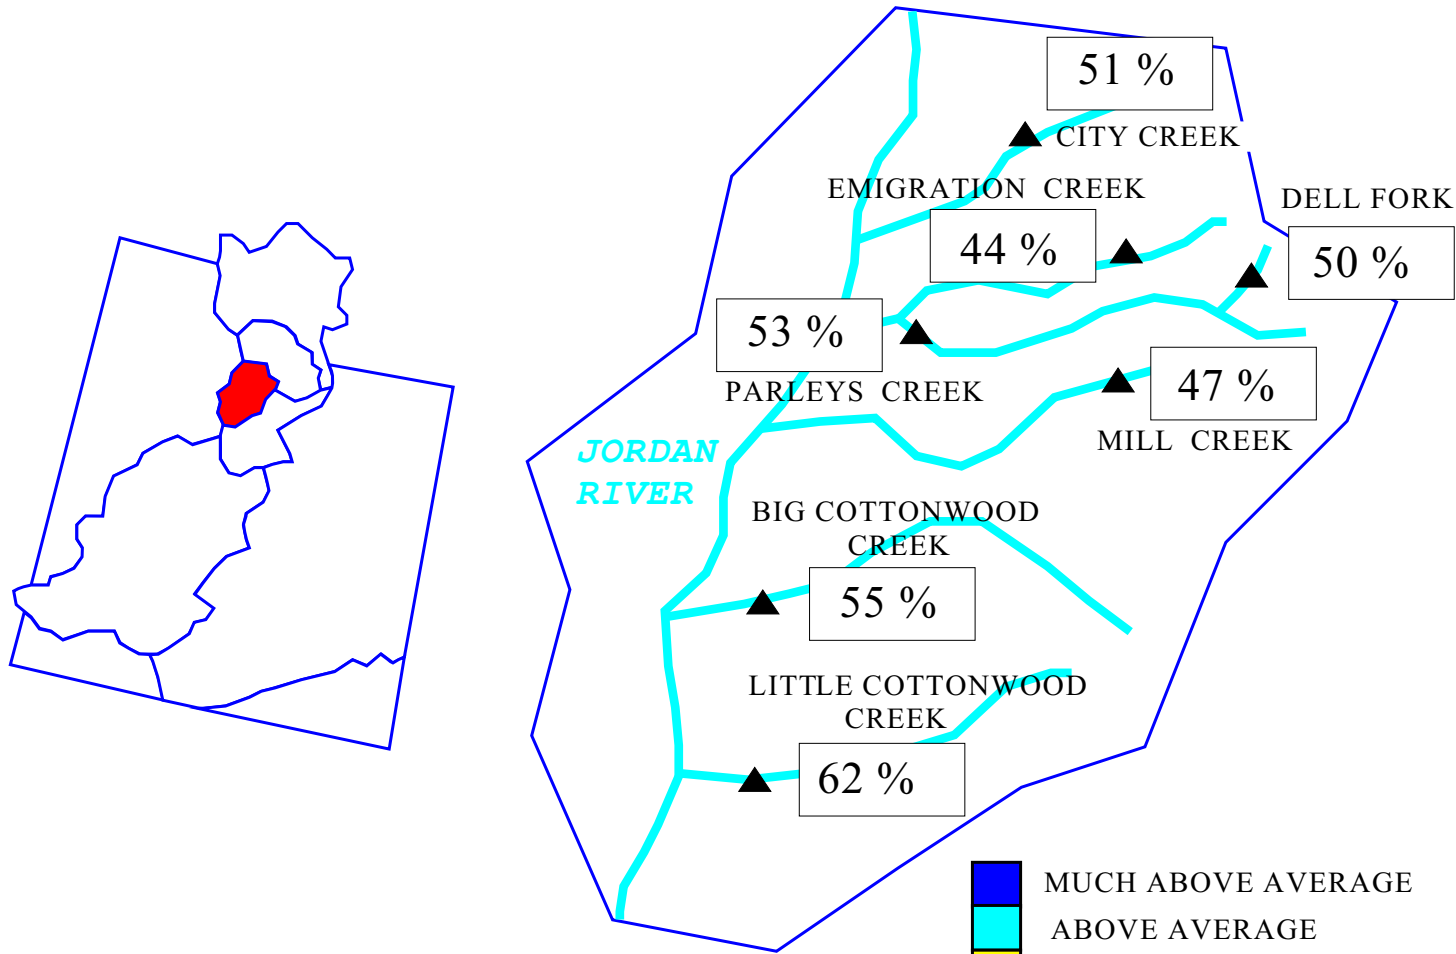 51 %
CITY CREEK
EMIGRATION CREEK
DELL FORK
44 %
50 %
53 %
PARLEYS CREEK
47 %
MILL CREEK
JORDAN
RIVER
BIG COTTONWOOD
CREEK
55 %
LITTLE COTTONWOOD
CREEK
62 %
MUCH ABOVE AVERAGE
ABOVE AVERAGE